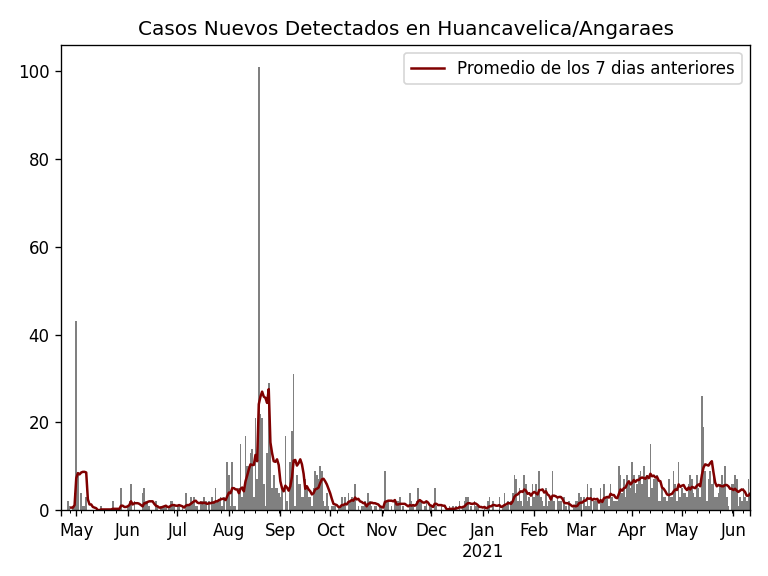 Casos Nuevos Detectados en Huancavelica/Angaraes
Promedio de los 7 dias anteriores
100
80
60
40
20
0
May Jun Jul Aug Sep Oct Nov Dec Jan Feb Mar Apr May Jun
2021